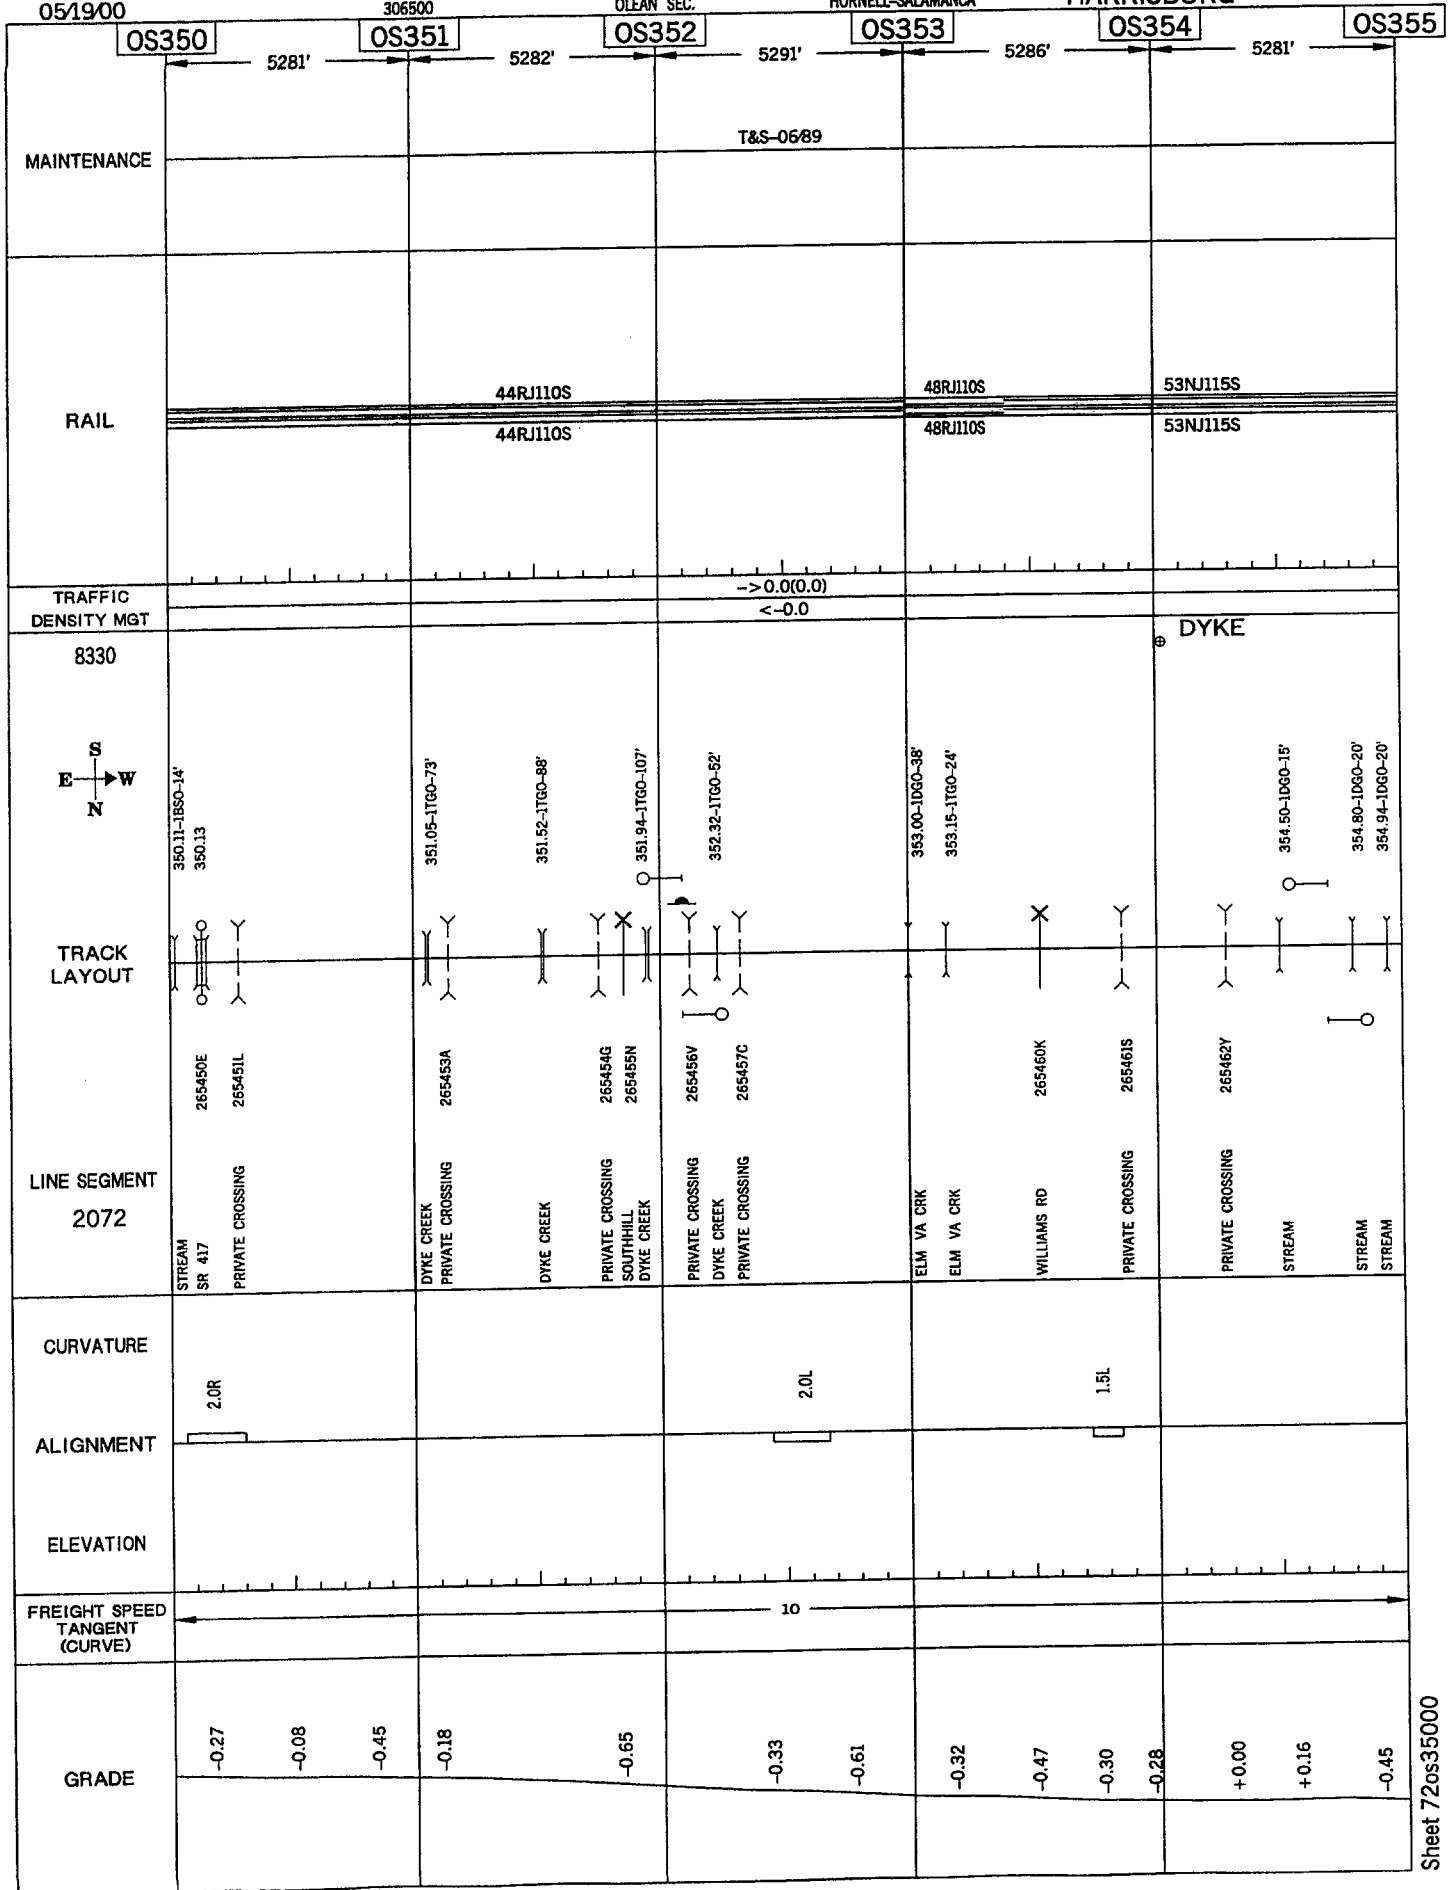 05/19/00 306500 OLEAN SEC. HORNELL-SALAMANCA HARRISBURG
OS350 OS351 OS352 OS353 OS354 OS355
5281' 5282' 5291' 5286' 5281'
MAINTENANCE
T&S-06/89
RAIL
44RJ110S 48RJ110S 53NJ115S
44RJ110S 48RJ110S 53NJ115S
TRAFFIC
DENSITY MGT
->0.0(0.0)
<-0.0
8330
DYKE
S
E W
N
350.11-1BSO-14'
350.13
351.05-1TGO-73'
351.52-1TGO-88'
351.94-1TGO-107'
352.32-1TGO-52'
353.00-1DGO-38'
353.15-1TGO-24'
354.50-1DGO-15'
354.80-1DGO-20'
354.94-1DGO-20'
TRACK
LAYOUT
265450E
265451L
265453A
265454G
265455N
265456V
265457C
265460K
265461S
265462Y
LINE SEGMENT
2072
STREAM
SR 417
PRIVATE CROSSING
DYKE CREEK
PRIVATE CROSSING
DYKE CREEK
PRIVATE CROSSING
SOUTHHILL
DYKE CREEK
PRIVATE CROSSING
DYKE CREEK
PRIVATE CROSSING
ELM VA CRK
ELM VA CRK
WILLIAMS RD
PRIVATE CROSSING
PRIVATE CROSSING
STREAM
STREAM
STREAM
CURVATURE
2.0R
2.0L
1.5L
ALIGNMENT
ELEVATION
FREIGHT SPEED
TANGENT
(CURVE)
10
GRADE
-0.27
-0.08
-0.45
-0.18
-0.65
-0.33
-0.61
-0.32
-0.47
-0.30
-0.28
+0.00
+0.16
-0.45
Sheet 72os35000